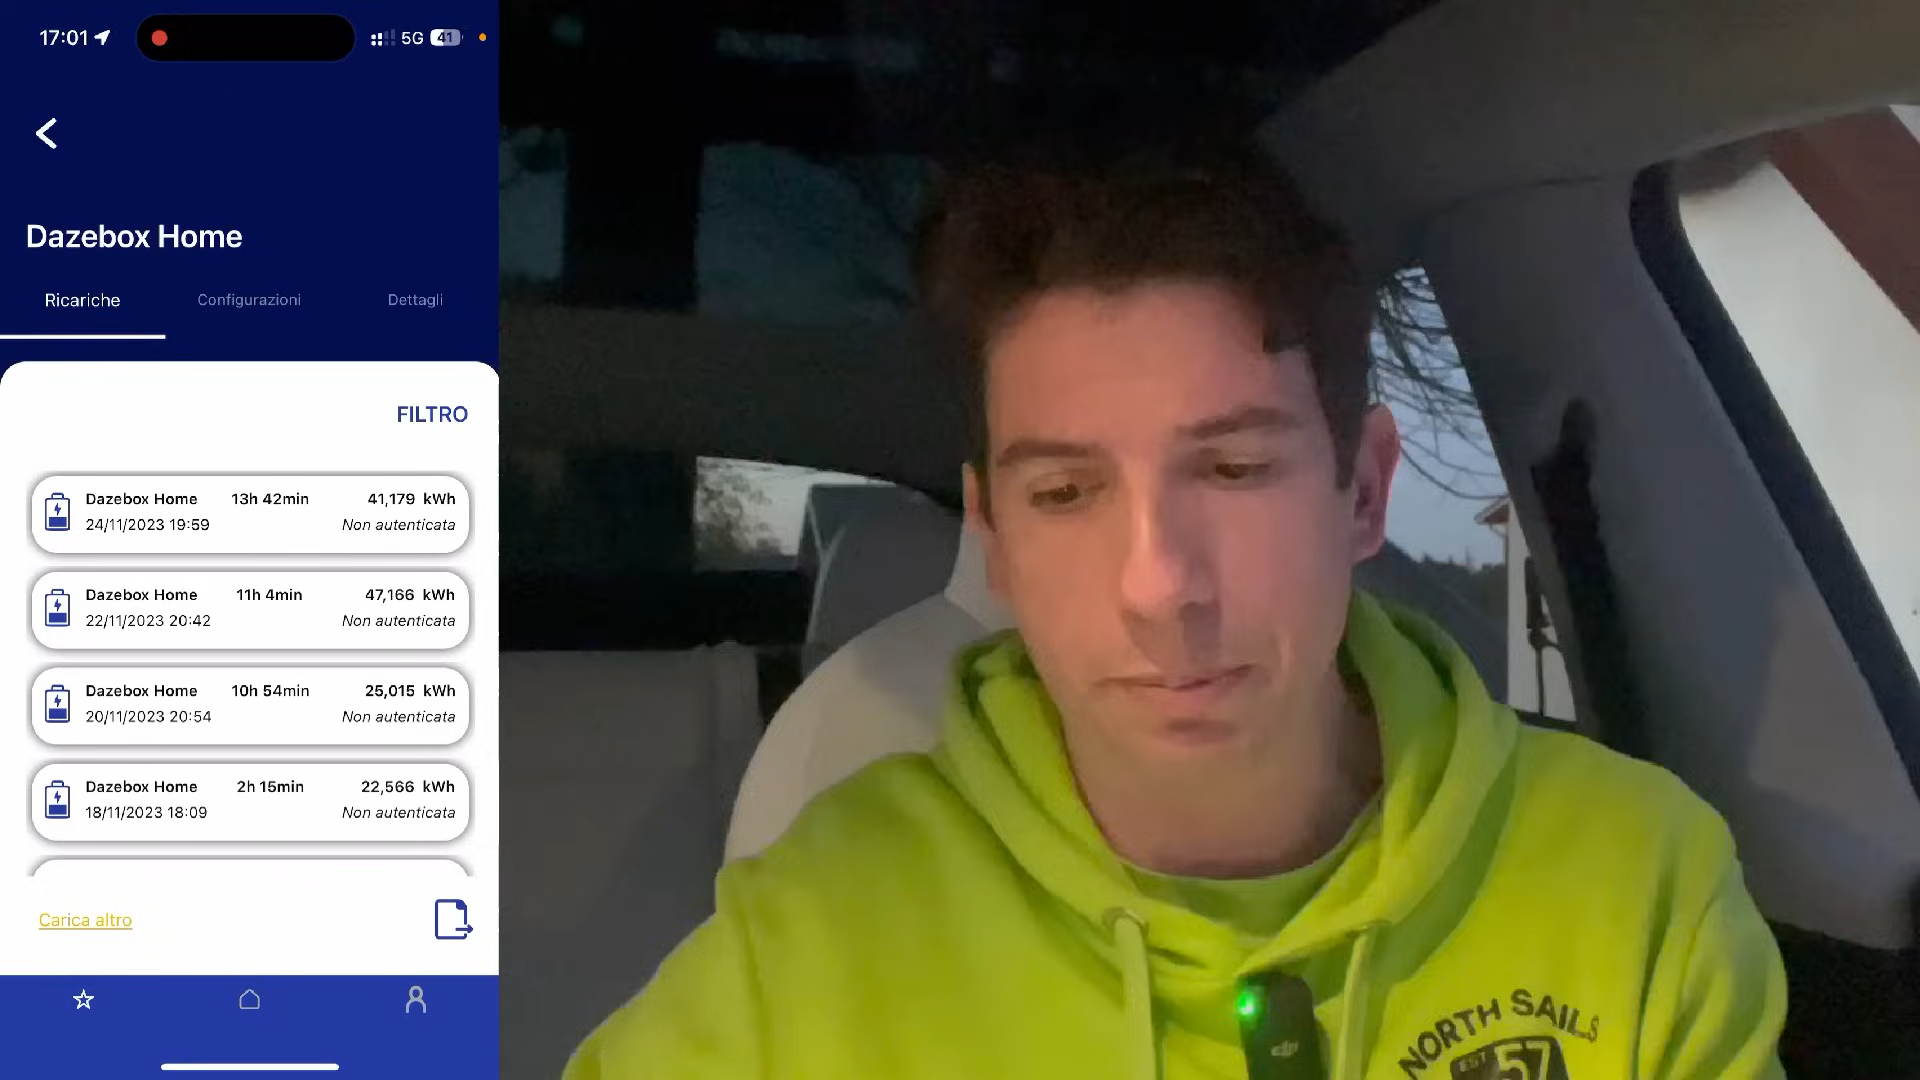 17:01
5G 41
Dazebox Home
Ricariche Configurazioni Dettagli
FILTRO
Dazebox Home 13h 42min 41,179 kWh
24/11/2023 19:59 Non autenticata
Dazebox Home 11h 4min 47,166 kWh
22/11/2023 20:42 Non autenticata
Dazebox Home 10h 54min 25,015 kWh
20/11/2023 20:54 Non autenticata
Dazebox Home 2h 15min 22,566 kWh
18/11/2023 18:09 Non autenticata
Carica altro
dji
NORTH SAILS
EST 57